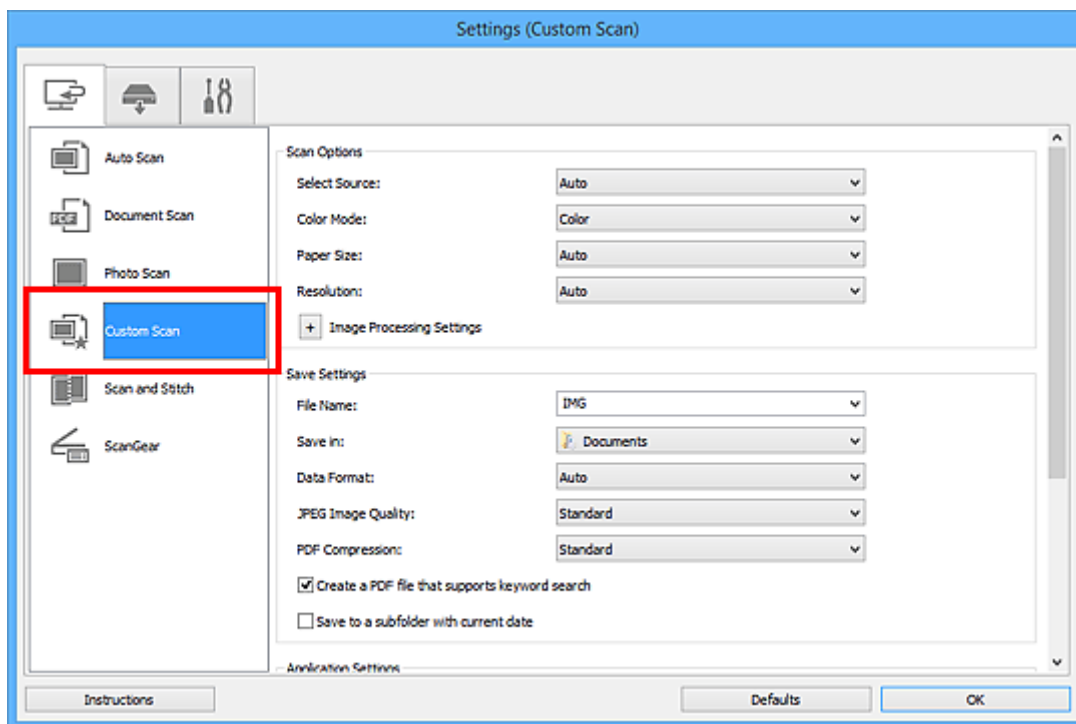 Settings (Custom Scan)
Auto Scan
PDF
Document Scan
Photo Scan
Custom Scan
Scan and Stitch
ScanGear
Scan Options
Select Source: Auto
Color Mode: Color
Paper Size: Auto
Resolution: Auto
+ Image Processing Settings
Save Settings
File Name: IMG
Save in: Documents
Data Format: Auto
JPEG Image Quality: Standard
PDF Compression: Standard
Create a PDF file that supports keyword search
Save to a subfolder with current date
Application Settings
Instructions
Defaults
OK